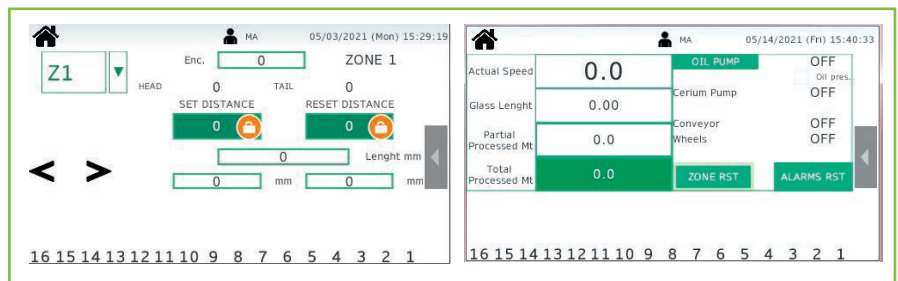 MA 05/03/2021 (Mon) 15:29:19
Z1 Enc. 0 ZONE 1
HEAD 0 TAIL 0
SET DISTANCE RESET DISTANCE
0 0
0 Lenght mm
< >
0 mm 0 mm
16 15 14 13 12 11 10 9 8 7 6 5 4 3 2 1
MA 05/14/2021 (Fri) 15:40:33
Actual Speed 0.0 OIL PUMP OFF
Oil pres.
Glass Lenght 0.00 Cerium Pump OFF
Partial Processed Mt 0.0 Conveyor OFF
Wheels OFF
Total Processed Mt 0.0 ZONE RST ALARMS RST
16 15 14 13 12 11 10 9 8 7 6 5 4 3 2 1